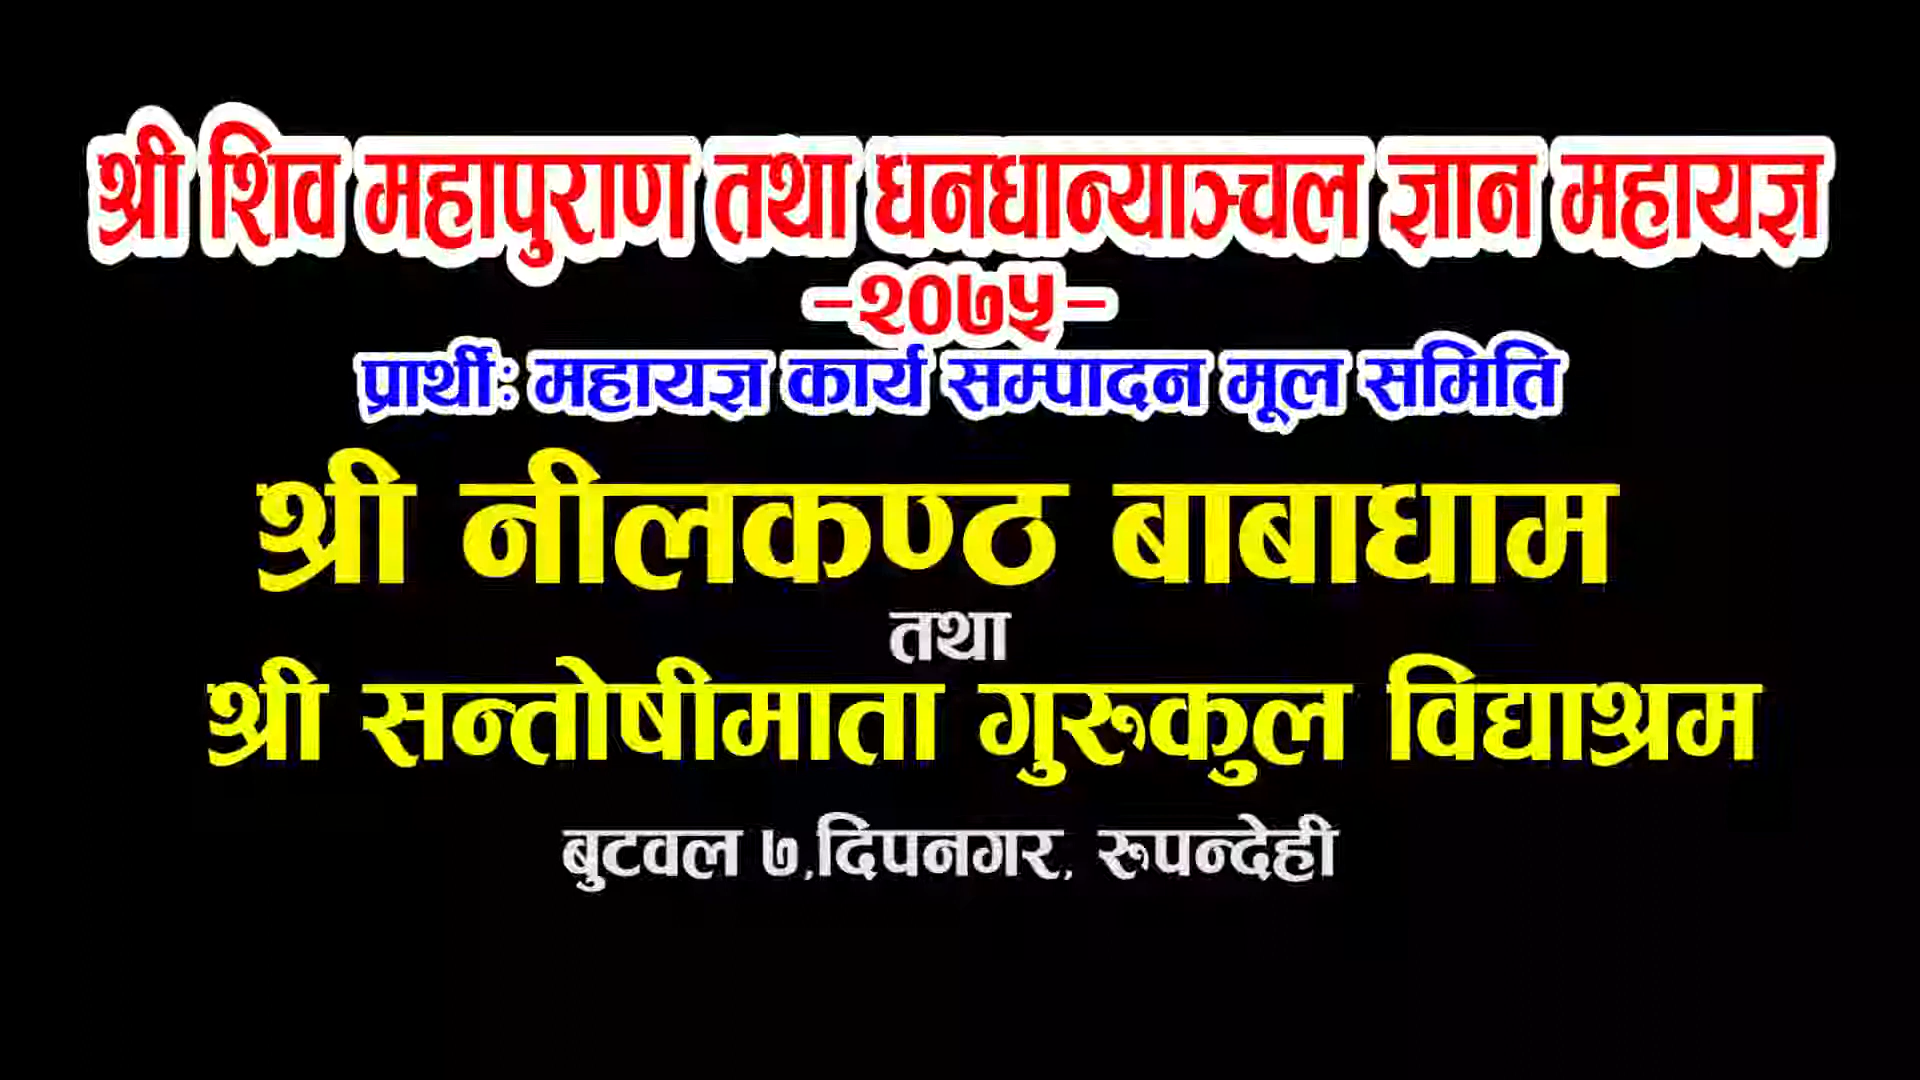 श्री शिव महापुराण तथा धनधान्याञ्चल ज्ञान महायज्ञ
-२०७५-
प्रार्थीः महायज्ञ कार्य सम्पादन मूल समिति
श्री नीलकण्ठ बाबाधाम
तथा
श्री सन्तोषीमाता गुरुकुल विद्याश्रम
बुटवल ७,दिपनगर, रुपन्देही